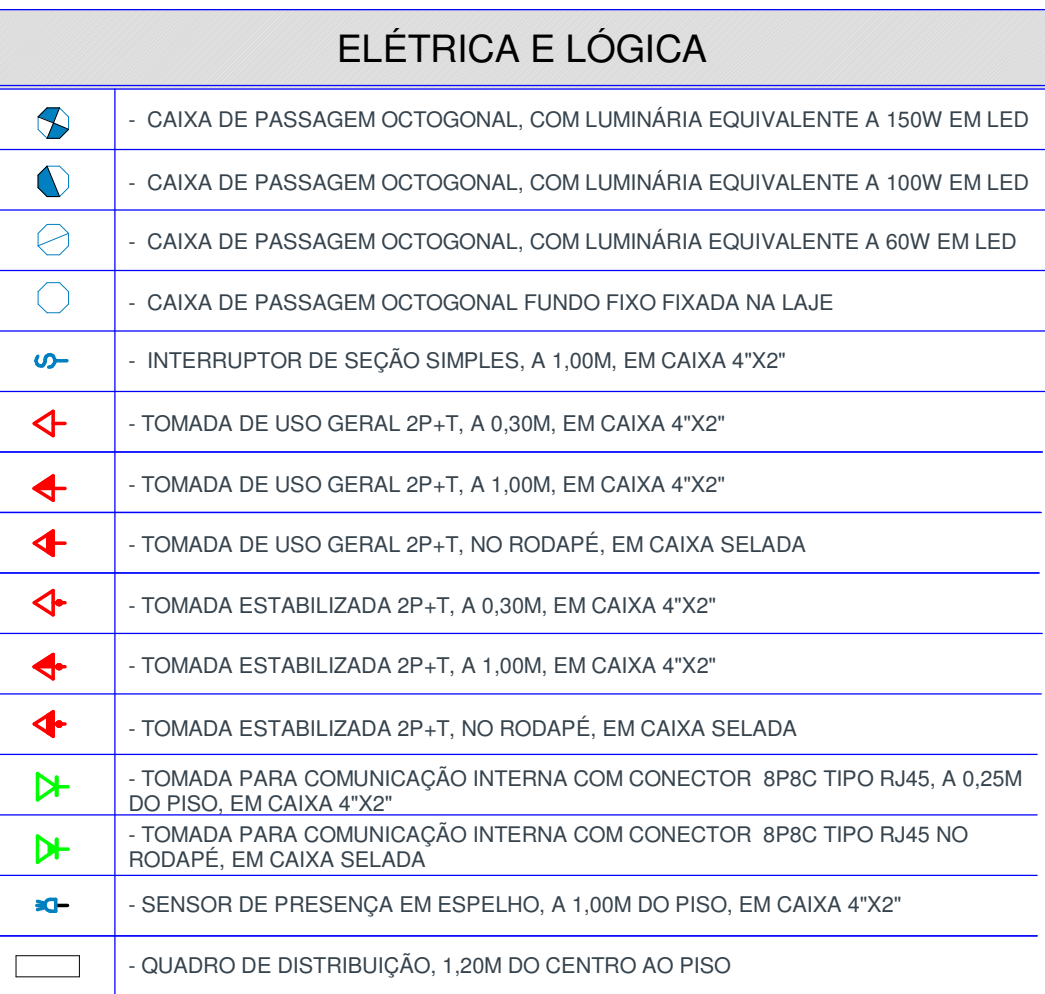 ELÉTRICA E LÓGICA
- CAIXA DE PASSAGEM OCTOGONAL, COM LUMINÁRIA EQUIVALENTE A 150W EM LED
- CAIXA DE PASSAGEM OCTOGONAL, COM LUMINÁRIA EQUIVALENTE A 100W EM LED
- CAIXA DE PASSAGEM OCTOGONAL, COM LUMINÁRIA EQUIVALENTE A 60W EM LED
- CAIXA DE PASSAGEM OCTOGONAL FUNDO FIXO FIXADA NA LAJE
S
- INTERRUPTOR DE SEÇÃO SIMPLES, A 1,00M, EM CAIXA 4"X2"
- TOMADA DE USO GERAL 2P+T, A 0,30M, EM CAIXA 4"X2"
- TOMADA DE USO GERAL 2P+T, A 1,00M, EM CAIXA 4"X2"
- TOMADA DE USO GERAL 2P+T, NO RODAPÉ, EM CAIXA SELADA
- TOMADA ESTABILIZADA 2P+T, A 0,30M, EM CAIXA 4"X2"
- TOMADA ESTABILIZADA 2P+T, A 1,00M, EM CAIXA 4"X2"
- TOMADA ESTABILIZADA 2P+T, NO RODAPÉ, EM CAIXA SELADA
- TOMADA PARA COMUNICAÇÃO INTERNA COM CONECTOR 8P8C TIPO RJ45, A 0,25M
DO PISO, EM CAIXA 4"X2"
- TOMADA PARA COMUNICAÇÃO INTERNA COM CONECTOR 8P8C TIPO RJ45 NO
RODAPÉ, EM CAIXA SELADA
- SENSOR DE PRESENÇA EM ESPELHO, A 1,00M DO PISO, EM CAIXA 4"X2"
- QUADRO DE DISTRIBUIÇÃO, 1,20M DO CENTRO AO PISO